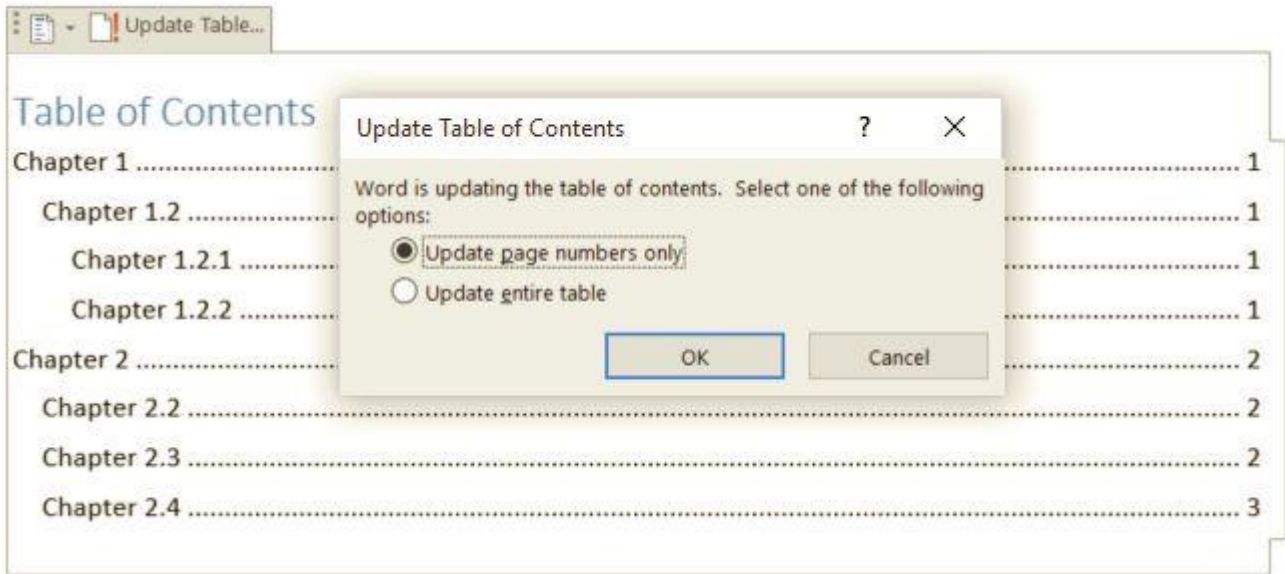 Update Table...
Table of Contents
Update Table of Contents ? X
Word is updating the table of contents. Select one of the following
options:
Update page numbers only
Update entire table
OK Cancel
Chapter 1 ........ 1
Chapter 1.2 ........ 1
Chapter 1.2.1 ........ 1
Chapter 1.2.2 ........ 1
Chapter 2 ........ 2
Chapter 2.2 ........ 2
Chapter 2.3 ........ 2
Chapter 2.4 ........ 3